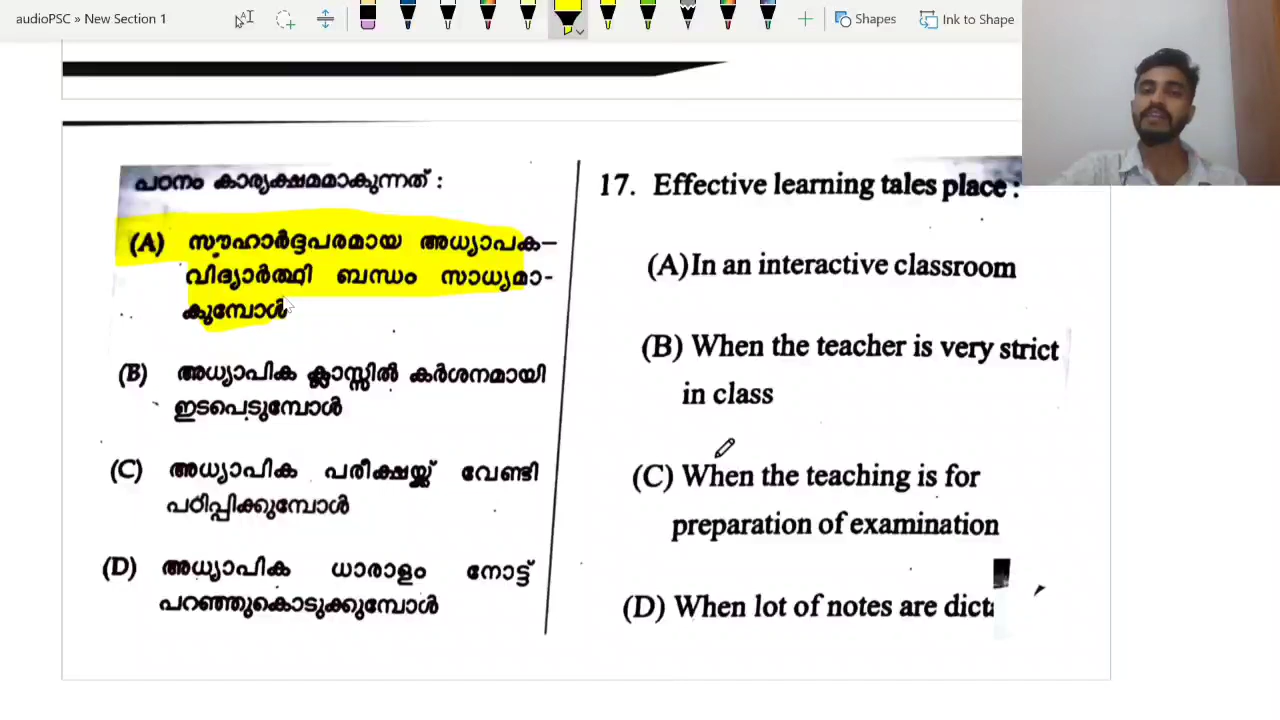 audioPSC » New Section 1
Shapes
Ink to Shape
പഠനം കാര്യക്ഷമമാകുന്നത് :
(A) സൗഹാർദ്ദപരമായ അധ്യാപക–
വിദ്യാർത്ഥി ബന്ധം സാധ്യമാ-
കുമ്പോൾ
(B) അധ്യാപിക ക്ലാസ്സിൽ കർശനമായി
ഇടപെടുമ്പോൾ
(C) അധ്യാപിക പരീക്ഷയ്ക്ക് വേണ്ടി
പഠിപ്പിക്കുമ്പോൾ
(D) അധ്യാപിക ധാരാളം നോട്ട്
പറഞ്ഞുകൊടുക്കുമ്പോൾ
17. Effective learning tales place :
(A)In an interactive classroom
(B) When the teacher is very strict
in class
(C) When the teaching is for
preparation of examination
(D) When lot of notes are